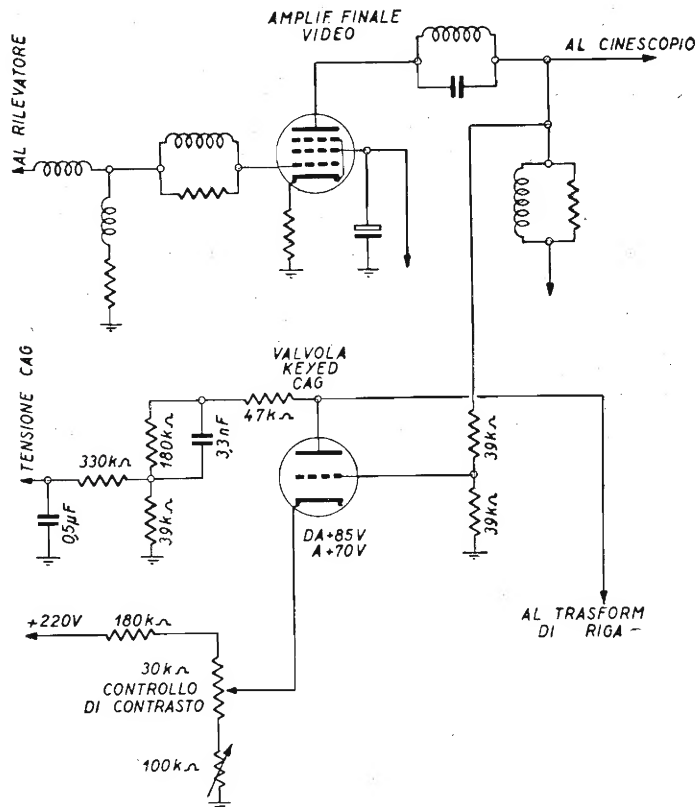 AMPLIF. FINALE
VIDEO
AL CINESCOPIO
AL RILEVATORE
VALVOLA
KEYED
CAG
TENSIONE CAG
47kΩ
180kΩ
3,3nF
330kΩ
39kΩ
0,5µF
39kΩ
39kΩ
DA+85V
A+70V
AL TRASFORM
DI RIGA
+220V
180kΩ
30kΩ
CONTROLLO
DI CONTRASTO
100kΩ